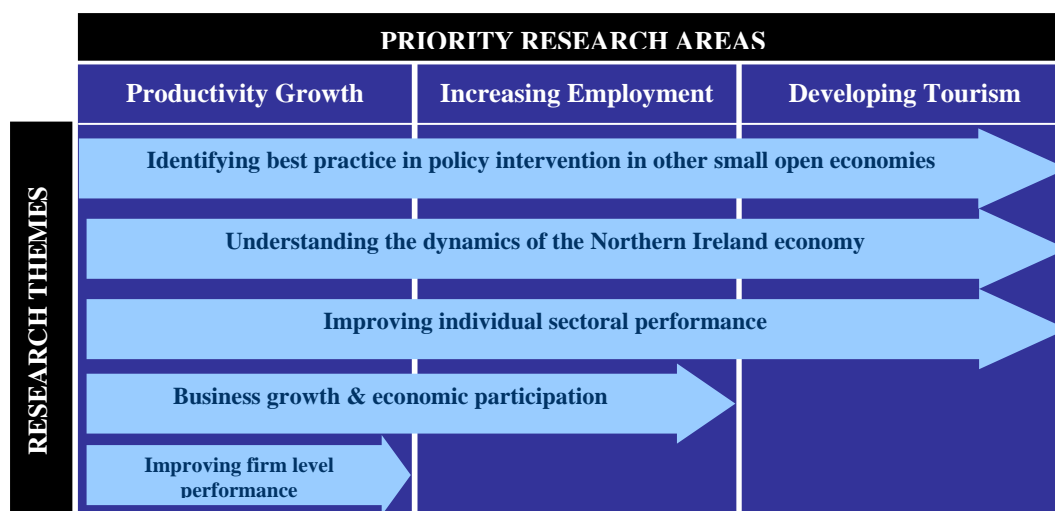 PRIORITY RESEARCH AREAS
Productivity Growth
Increasing Employment
Developing Tourism
RESEARCH THEMES
Identifying best practice in policy intervention in other small open economies
Understanding the dynamics of the Northern Ireland economy
Improving individual sectoral performance
Business growth & economic participation
Improving firm level
performance